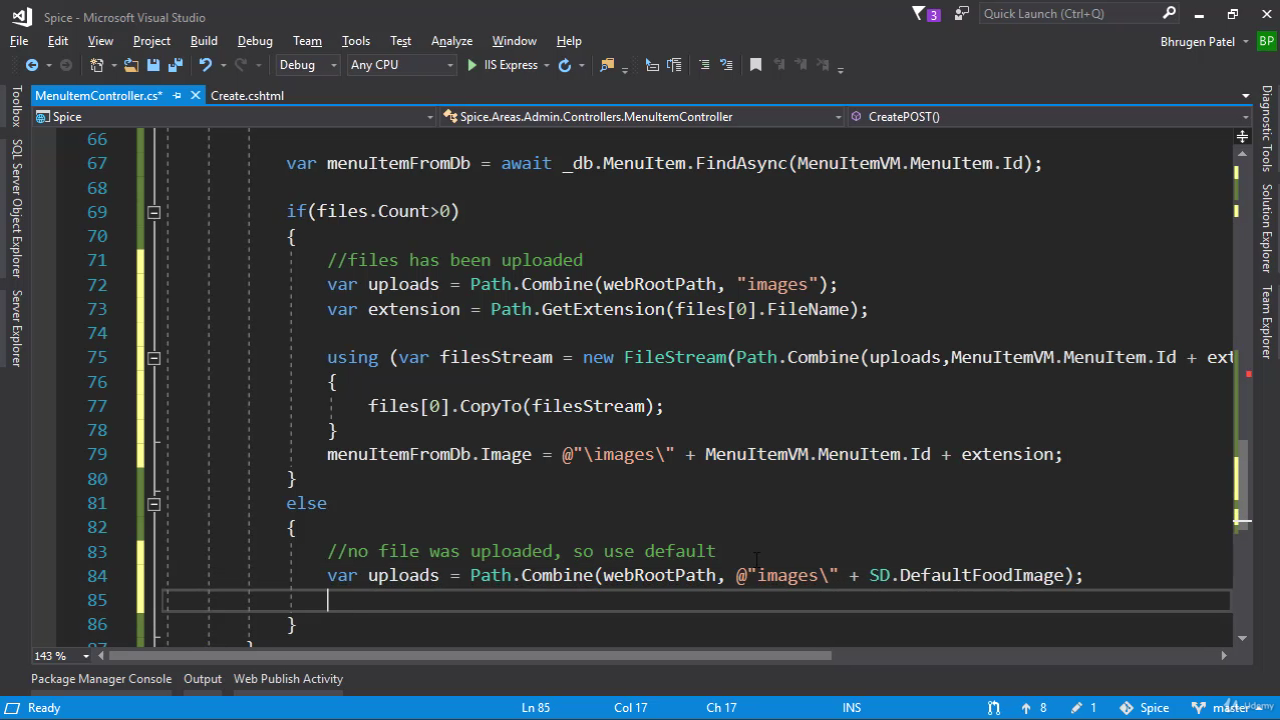 Spice - Microsoft Visual Studio
3
Quick Launch (Ctrl+Q)
File Edit View Project Build Debug Team Tools Test Analyze Window Help
Bhrugen Patel BP
Debug Any CPU IIS Express
MenuItemController.cs* Create.cshtml
Spice Spice.Areas.Admin.Controllers.MenuItemController CreatePOST()
Toolbox
SQL Server Object Explorer
Server Explorer
Diagnostic Tools
Solution Explorer
Team Explorer
66
67 var menuItemFromDb = await _db.MenuItem.FindAsync(MenuItemVM.MenuItem.Id);
68
69 if(files.Count>0)
70 {
71 //files has been uploaded
72 var uploads = Path.Combine(webRootPath, "images");
73 var extension = Path.GetExtension(files[0].FileName);
74
75 using (var filesStream = new FileStream(Path.Combine(uploads,MenuItemVM.MenuItem.Id + ext
76 {
77 files[0].CopyTo(filesStream);
78 }
79 menuItemFromDb.Image = @"\images\" + MenuItemVM.MenuItem.Id + extension;
80 }
81 else
82 {
83 //no file was uploaded, so use default
84 var uploads = Path.Combine(webRootPath, @"images\" + SD.DefaultFoodImage);
85
86 }
87 }
143 %
Package Manager Console Output Web Publish Activity
Ready Ln 85 Col 17 Ch 17 INS 8 1 Spice master
Udemy